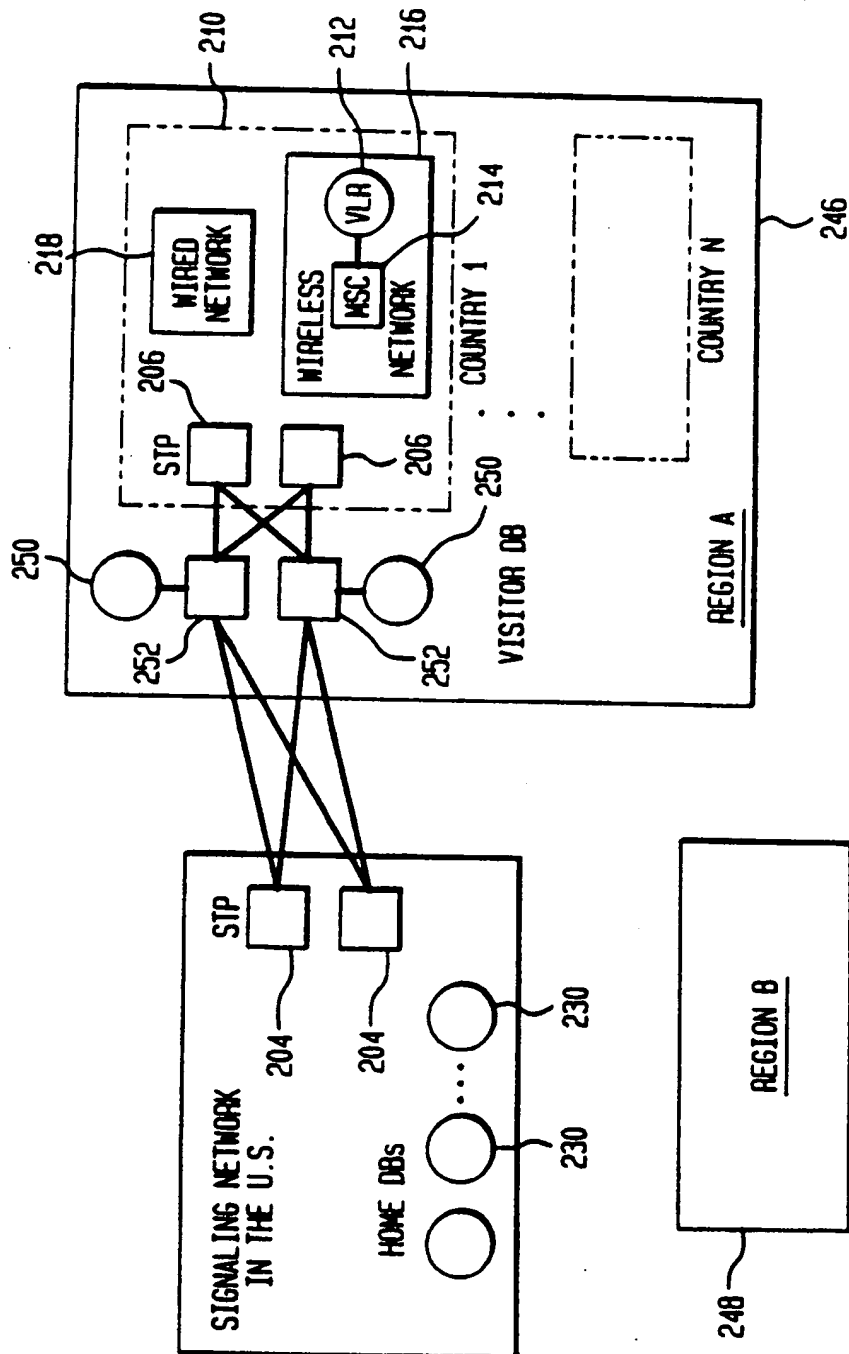 210
212
216
218
WIRED
NETWORK
VLR
214
WIRELESS
MSC
NETWORK
206
STP
206
COUNTRY 1
250
250
252
252
VISITOR DB
COUNTRY N
REGION A
246
SIGNALING NETWORK
IN THE U.S.
STP
204
204
HOME DBs
230
230
REGION B
248